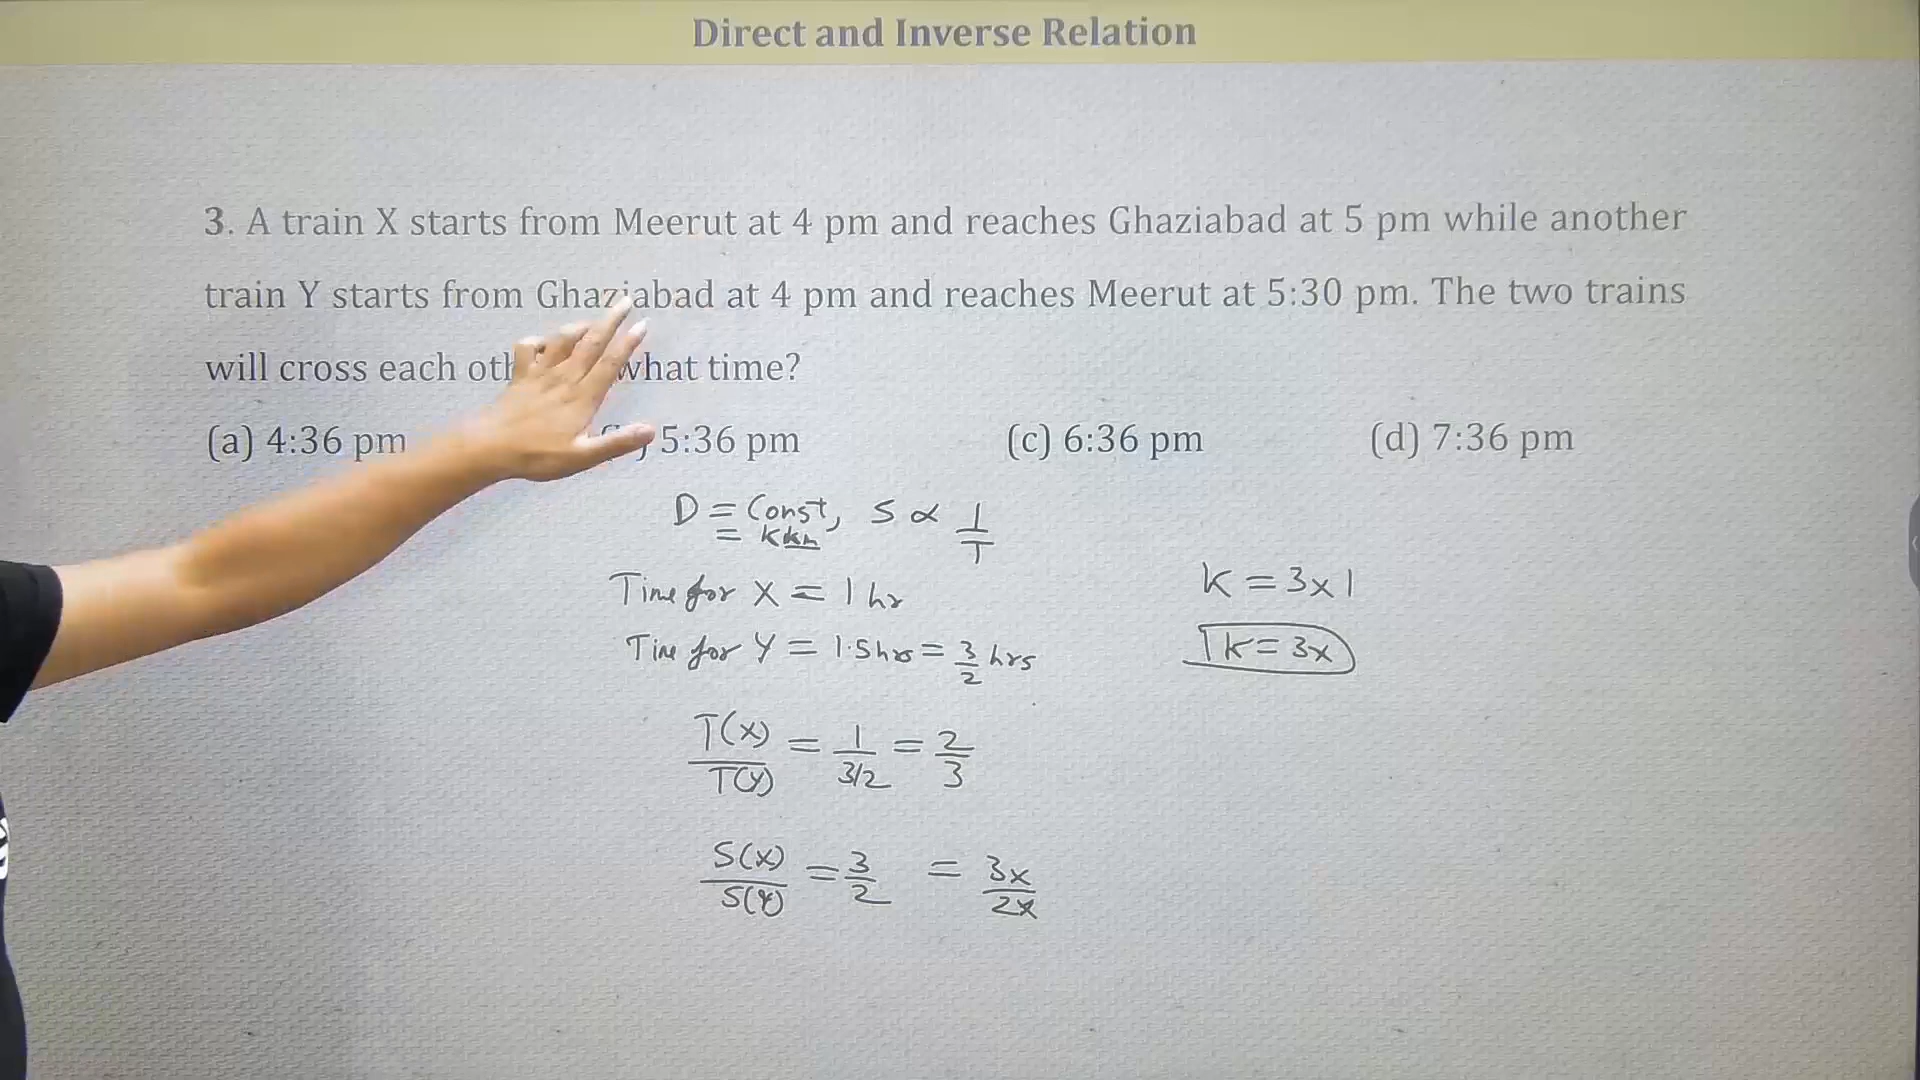 Direct and Inverse Relation
3. A train X starts from Meerut at 4 pm and reaches Ghaziabad at 5 pm while another
train Y starts from Ghaziabad at 4 pm and reaches Meerut at 5:30 pm. The two trains
will cross each what time?
(a) 4:36 pm 5:36 pm (c) 6:36 pm (d) 7:36 pm
D = Const, S ∝ 1/T
= K km
Time for X = 1 hr
Time for Y = 1.5 hrs = 3/2 hrs
T(X)/T(Y) = 1/3/2 = 2/3
S(X)/S(Y) = 3/2 = 3x/2x
K = 3x1
K = 3x